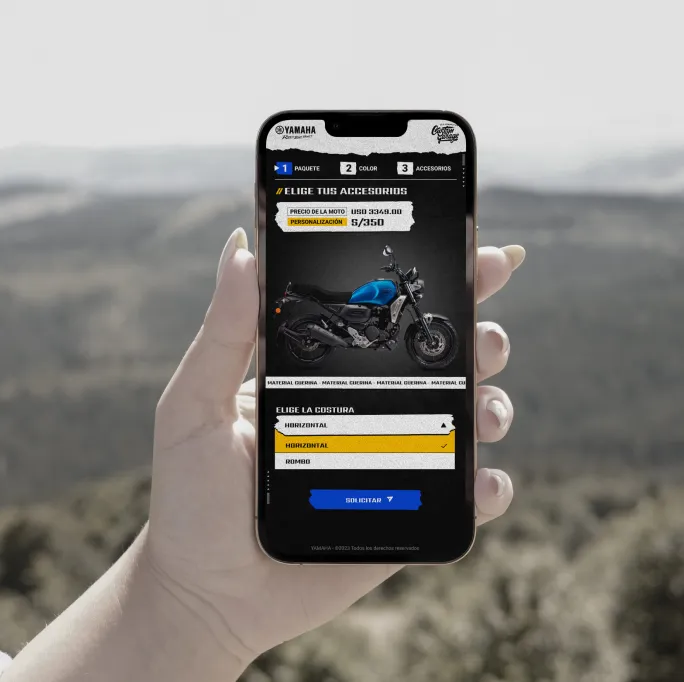 YAMAHA
Custom Garage
1 PAQUETE 2 COLOR 3 ACCESORIOS
// ELIGE TUS ACCESORIOS
PRECIO DE LA MOTO USD 3349.00
PERSONALIZACIÓN S/350
MATERIAL CUERINA - MATERIAL CUERINA - MATERIAL CUERINA - MATERIAL CU
ELIGE LA COSTURA
HORIZONTAL
HORIZONTAL
ROMBO
SOLICITAR
YAMAHA - ©2023 Todos los derechos reservados